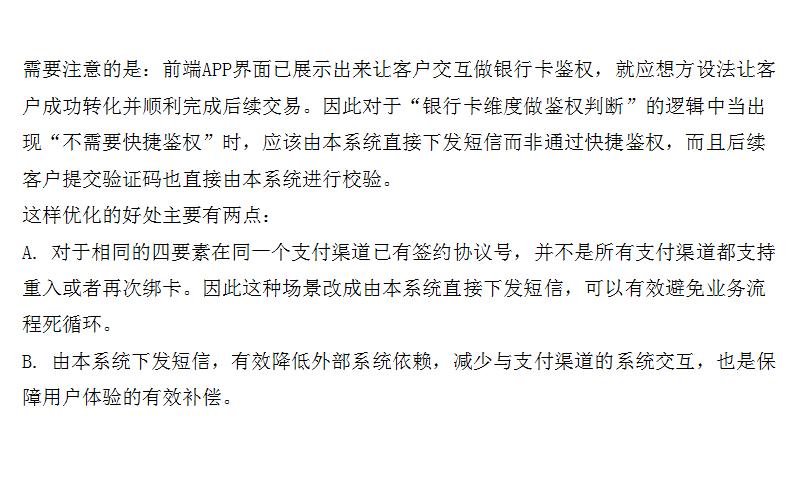 需要注意的是：前端APP界面已展示出来让客户交互做银行卡鉴权，就应想方设法让客
户成功转化并顺利完成后续交易。因此对于“银行卡维度做鉴权判断”的逻辑中当出
现“不需要快捷鉴权”时，应该由本系统直接下发短信而非通过快捷鉴权，而且后续
客户提交验证码也直接由本系统进行校验。
这样优化的好处主要有两点：
A. 对于相同的四要素在同一个支付渠道已有签约协议号，并不是所有支付渠道都支持
重入或者再次绑卡。因此这种场景改成由本系统直接下发短信，可以有效避免业务流
程死循环。
B. 由本系统下发短信，有效降低外部系统依赖，减少与支付渠道的系统交互，也是保
障用户体验的有效补偿。